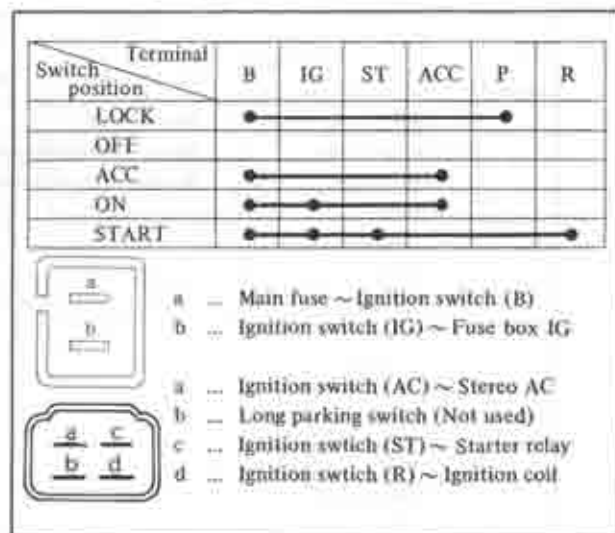 Terminal
Switch position
B IG ST ACC P R
LOCK
OFF
ACC
ON
START
a
b
a ... Main fuse ~ Ignition switch (B)
b ... Ignition switch (IG) ~ Fuse box IG
a c
b d
a ... Ignition switch (AC) ~ Stereo AC
b ... Long parking switch (Not used)
c ... Ignition swtich (ST) ~ Starter relay
d ... Ignition swtich (R) ~ Ignition coil